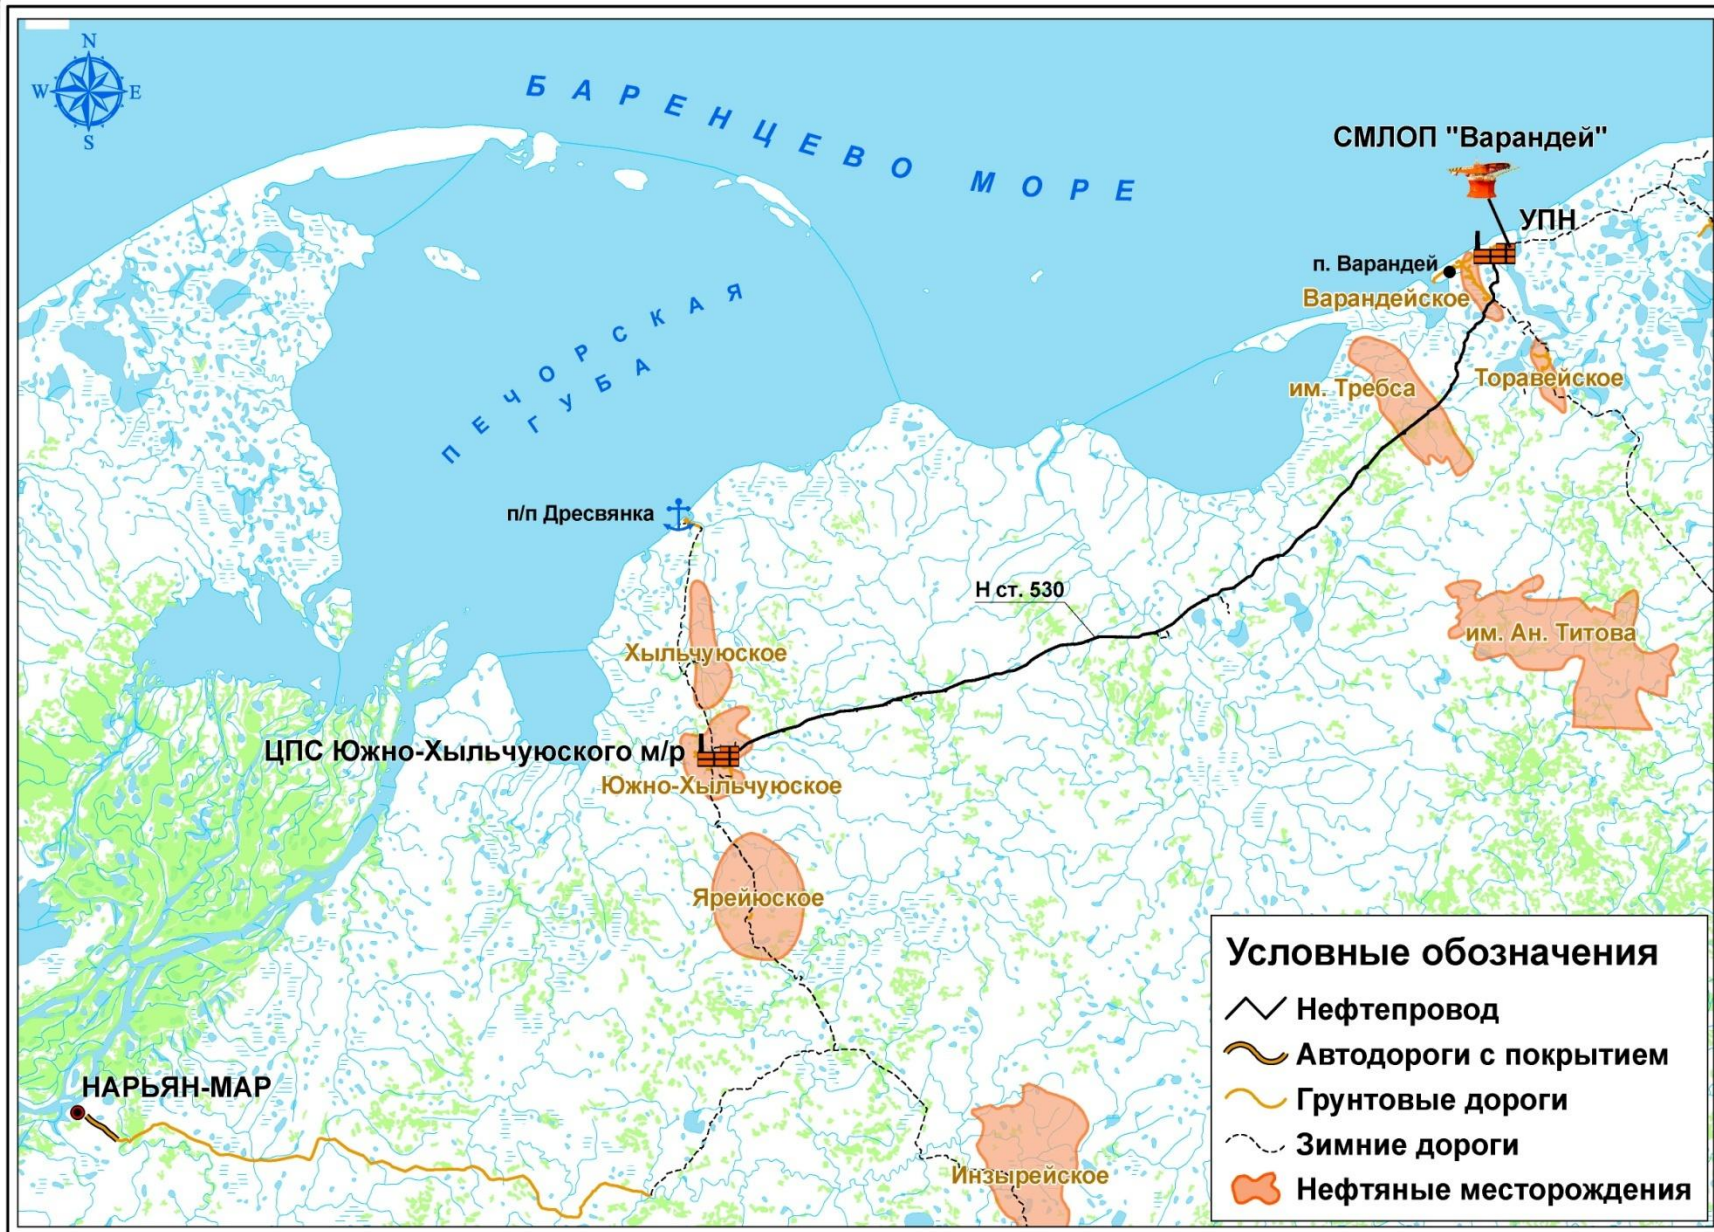 N
W
E
S
БАРЕНЦЕВО МОРЕ
СМЛОП "Варандей"
УПН
п. Варандей
Варандейское
ПЕЧОРСКАЯ
ГУБА
им. Требса
Торавейское
п/п Дресвянка
Н ст. 530
им. Ан. Титова
Хыльчуюское
ЦПС Южно-Хыльчуюского м/р
Южно-Хыльчуюское
Ярейюское
НАРЬЯН-МАР
Инзырейское
Условные обозначения
Нефтепровод
Автодороги с покрытием
Грунтовые дороги
Зимние дороги
Нефтяные месторождения